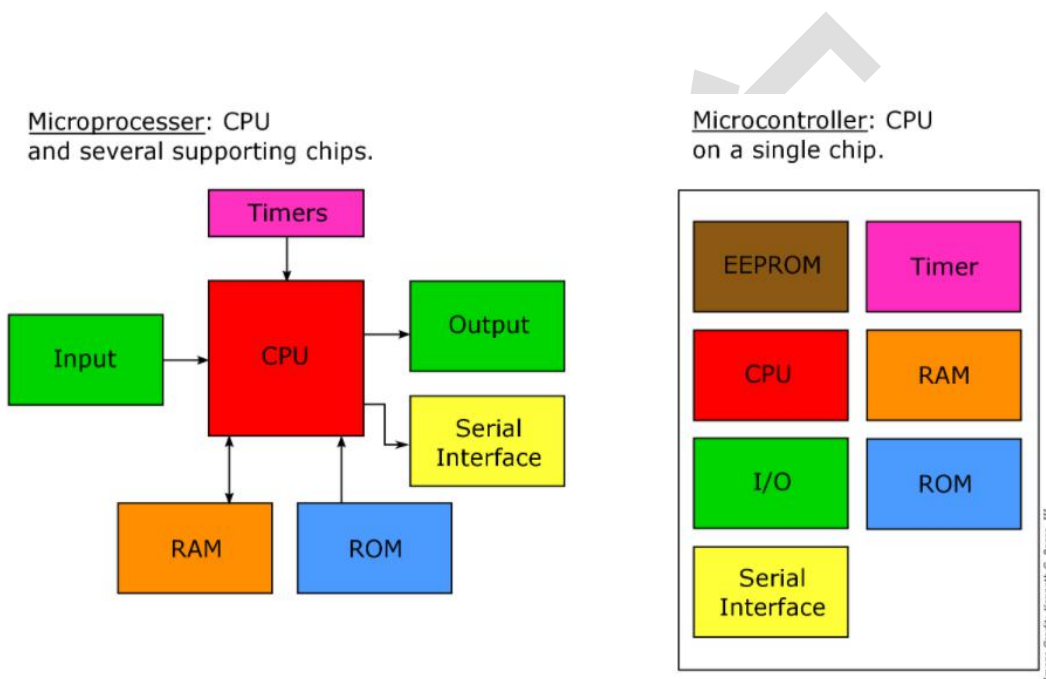 Microprocesser: CPU
and several supporting chips.
Timers
Input
CPU
Output
Serial
Interface
RAM
ROM
Microcontroller: CPU
on a single chip.
EEPROM
Timer
CPU
RAM
I/O
ROM
Serial
Interface